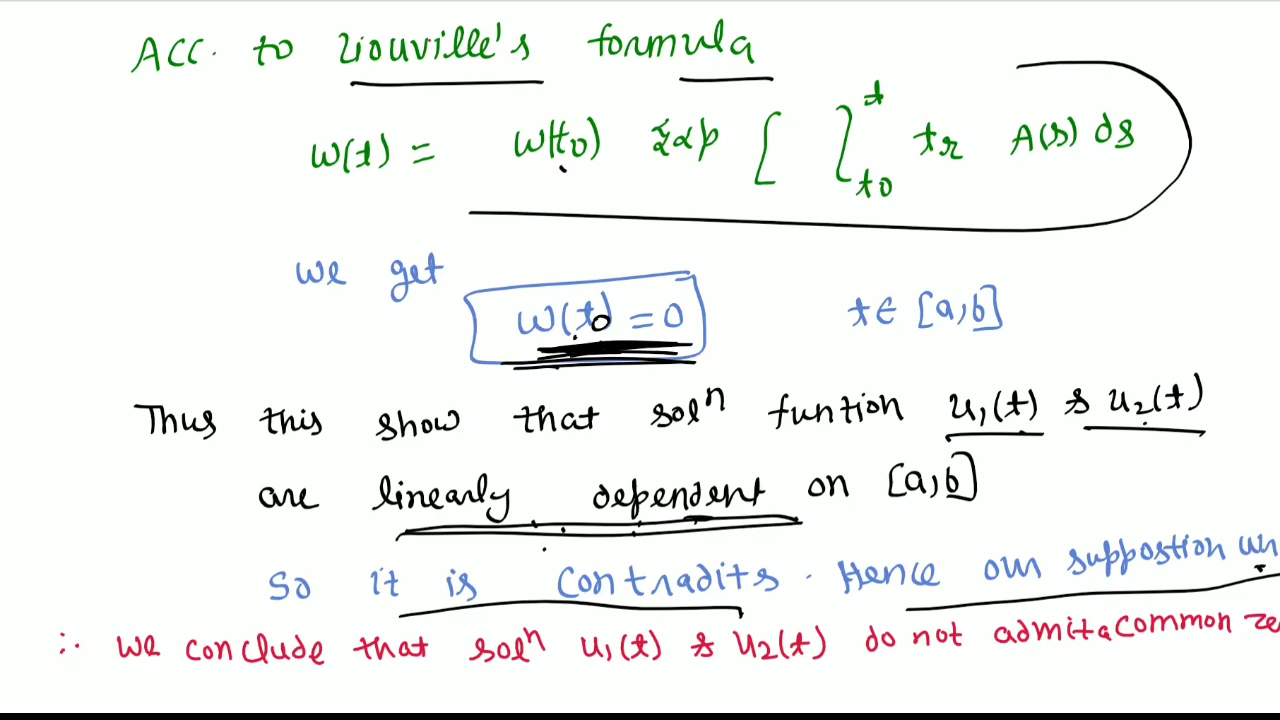 Acc. to Liouville's formula
w(t) = w(t0) Exp [ ∫_{t0}^{t} tr A(s) ds
we get
w(t0) = 0 t ∈ [a,b]
Thus this show that solⁿ funtion u₁(t) & u₂(t)
are linearly dependent on [a,b]
So it is Contradits. Hence our suppostion
∴ we conclude that solⁿ u₁(t) & u₂(t) do not admit a common